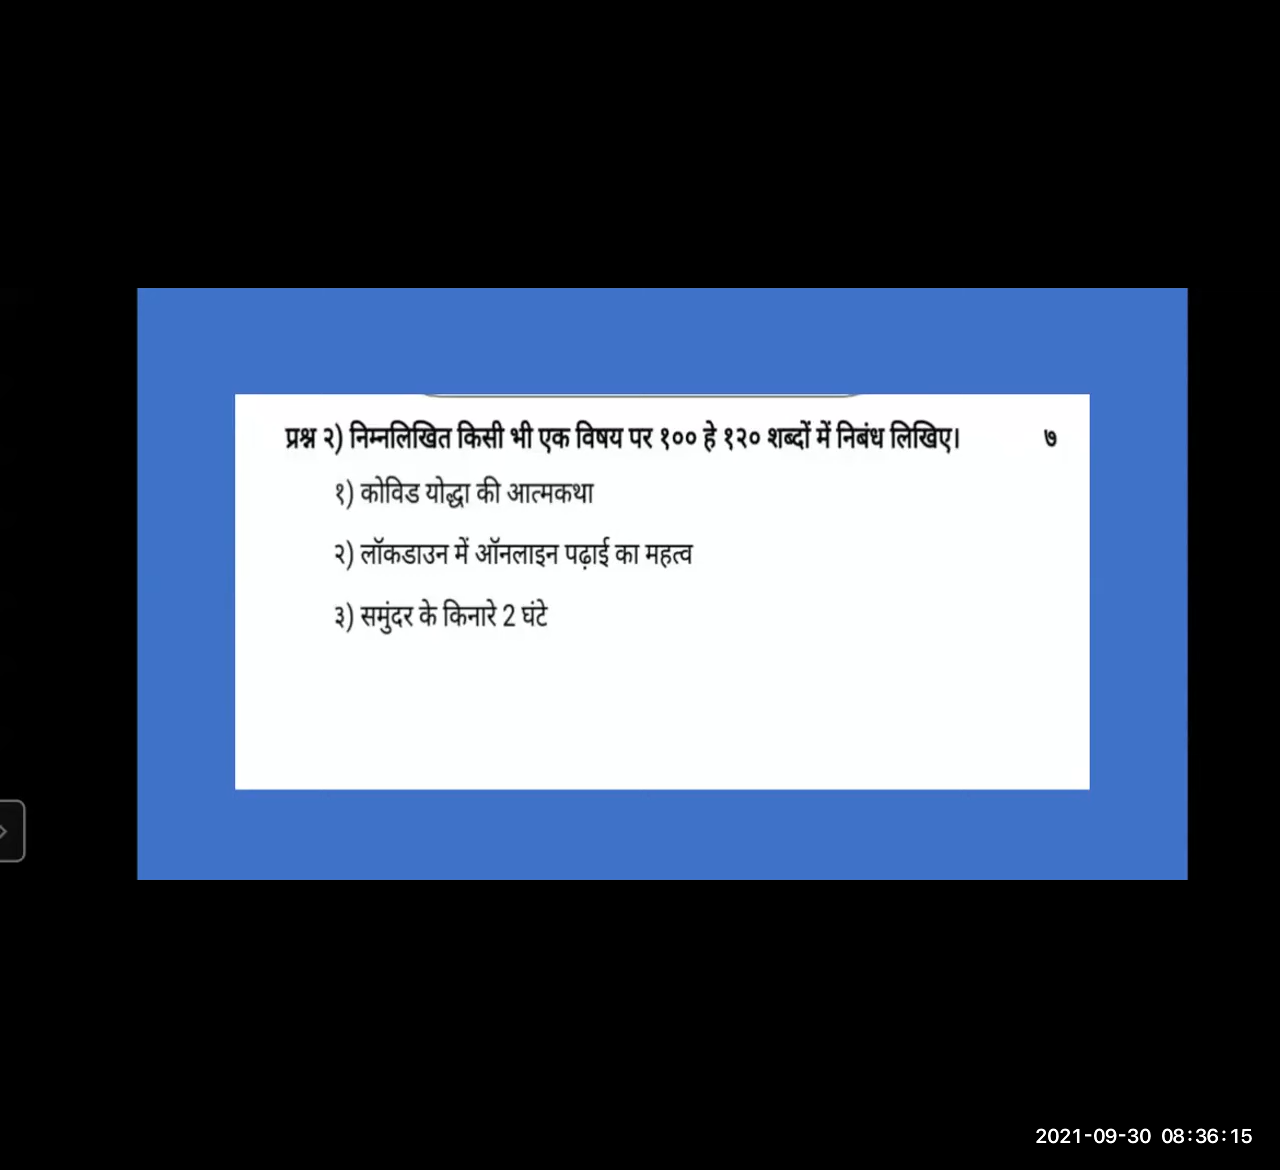 प्रश्न २) निम्नलिखित किसी भी एक विषय पर १०० हे १२० शब्दों में निबंध लिखिए। ७
१) कोविड योद्धा की आत्मकथा
२) लॉकडाउन में ऑनलाइन पढ़ाई का महत्व
३) समुंदर के किनारे 2 घंटे
2021-09-30 08:36:15